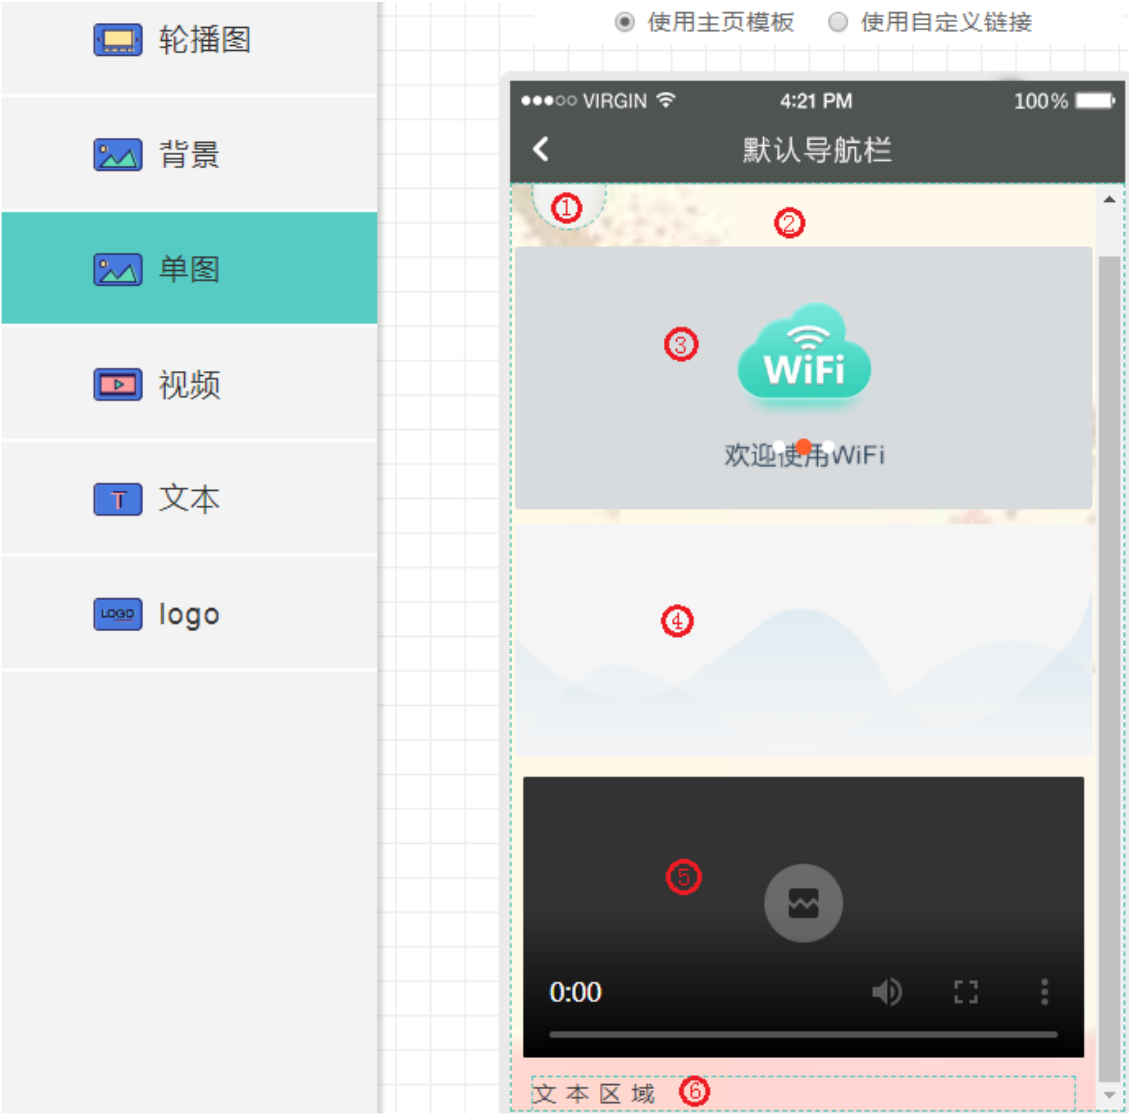 轮播图
背景
单图
视频
T 文本
LOGO logo
使用主页模板 使用自定义链接
VIRGIN 4:21 PM 100%
默认导航栏
①
②
③
WiFi
欢迎使用WiFi
④
⑤
0:00
文本区域 ⑥